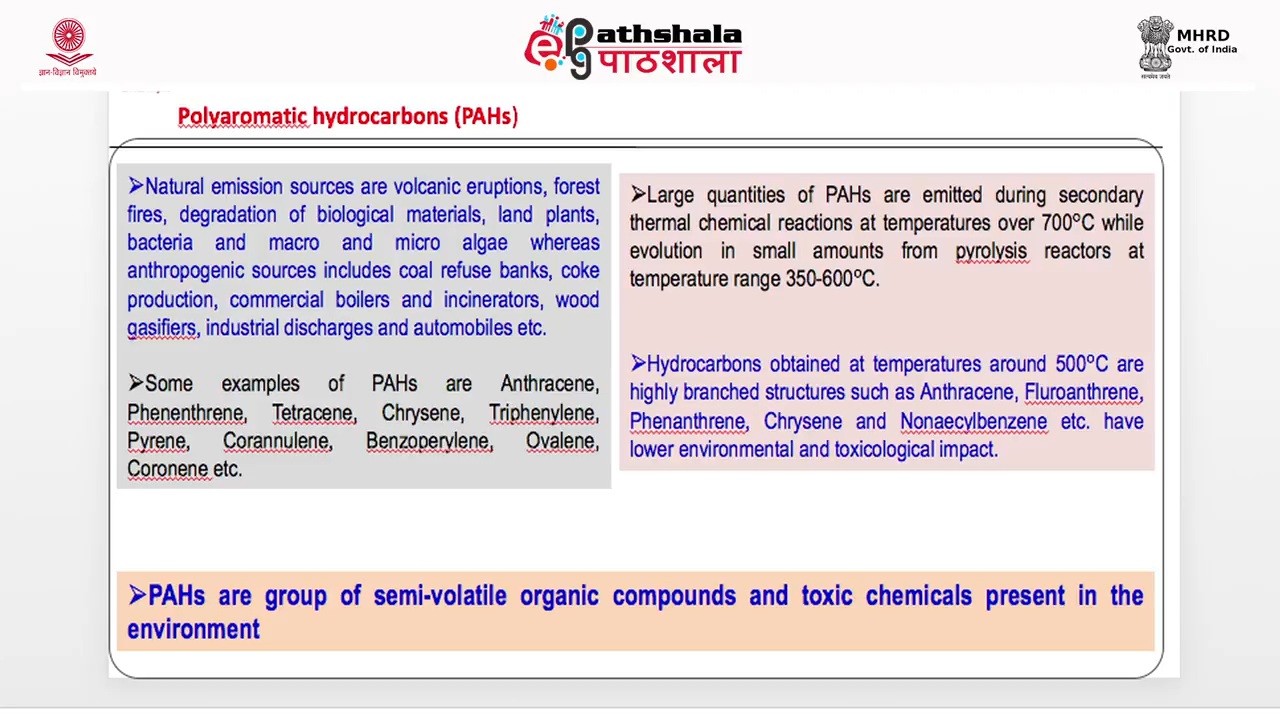 ज्ञान-विज्ञान विमुक्तये
ePGpathshala
पाठशाला
MHRD
Govt. of India
सत्यमेव जयते
Polyaromatic hydrocarbons (PAHs)
➢Natural emission sources are volcanic eruptions, forest
fires, degradation of biological materials, land plants,
bacteria and macro and micro algae whereas
anthropogenic sources includes coal refuse banks, coke
production, commercial boilers and incinerators, wood
gasifiers, industrial discharges and automobiles etc.
➢Some examples of PAHs are Anthracene,
Phenenthrene, Tetracene, Chrysene, Triphenylene,
Pyrene, Corannulene, Benzoperylene, Ovalene,
Coronene etc.
➢Large quantities of PAHs are emitted during secondary
thermal chemical reactions at temperatures over 700°C while
evolution in small amounts from pyrolysis reactors at
temperature range 350-600°C.
➢Hydrocarbons obtained at temperatures around 500°C are
highly branched structures such as Anthracene, Fluroanthrene,
Phenanthrene, Chrysene and Nonaecylbenzene etc. have
lower environmental and toxicological impact.
➢PAHs are group of semi-volatile organic compounds and toxic chemicals present in the
environment